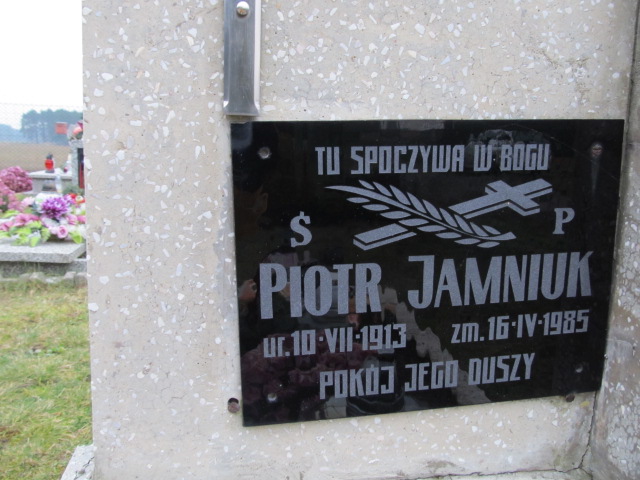 TU SPOCZYWA W BOGU
Ś P
PIOTR JAMNIUK
ur. 10·VII·1913 zm. 16·IV·1985
POKÓJ JEGO DUSZY